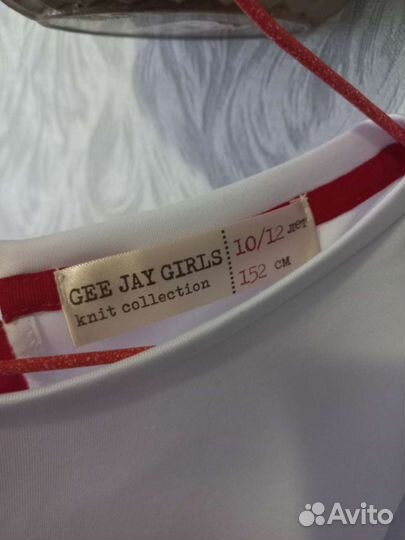 GEE JAY GIRLS
knit collection
10/12 лет
152 см
Avito